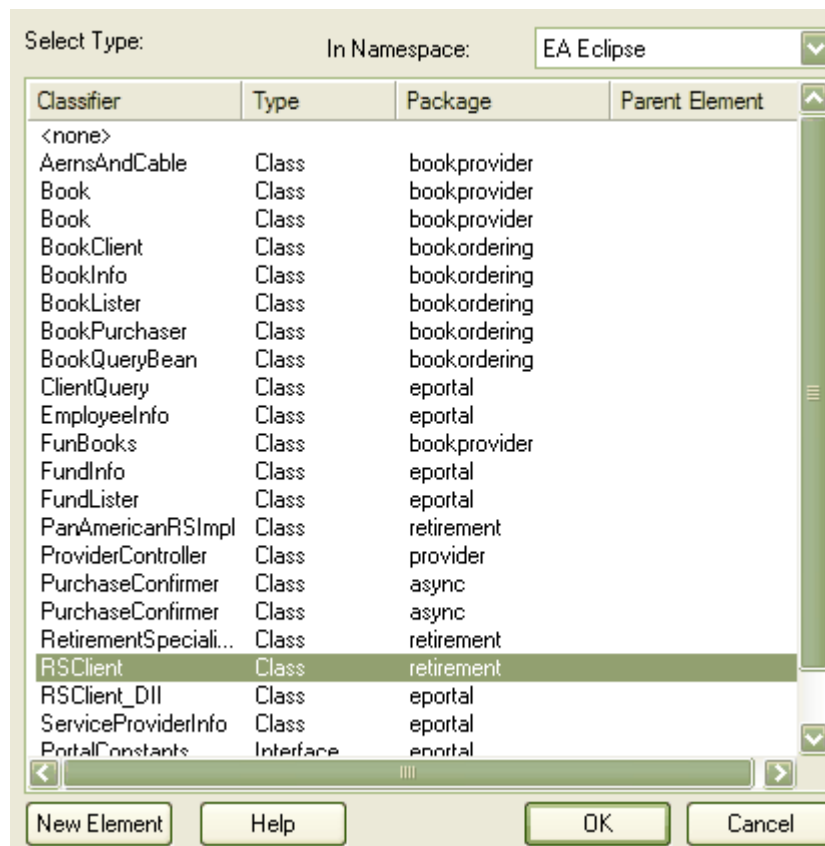 Select Type: In Namespace: EA Eclipse
Classifier Type Package Parent Element
<none>
AernsAndCable Class bookprovider
Book Class bookprovider
Book Class bookprovider
BookClient Class bookordering
BookInfo Class bookordering
BookLister Class bookordering
BookPurchaser Class bookordering
BookQueryBean Class bookordering
ClientQuery Class eportal
EmployeeInfo Class eportal
FunBooks Class bookprovider
FundInfo Class eportal
FundLister Class eportal
PanAmericanRSImpl Class retirement
ProviderController Class provider
PurchaseConfirmer Class async
PurchaseConfirmer Class async
RetirementSpeciali... Class retirement
RSClient Class retirement
RSClient_DII Class eportal
ServiceProviderInfo Class eportal
PortalConstants Interface eportal
New Element Help OK Cancel